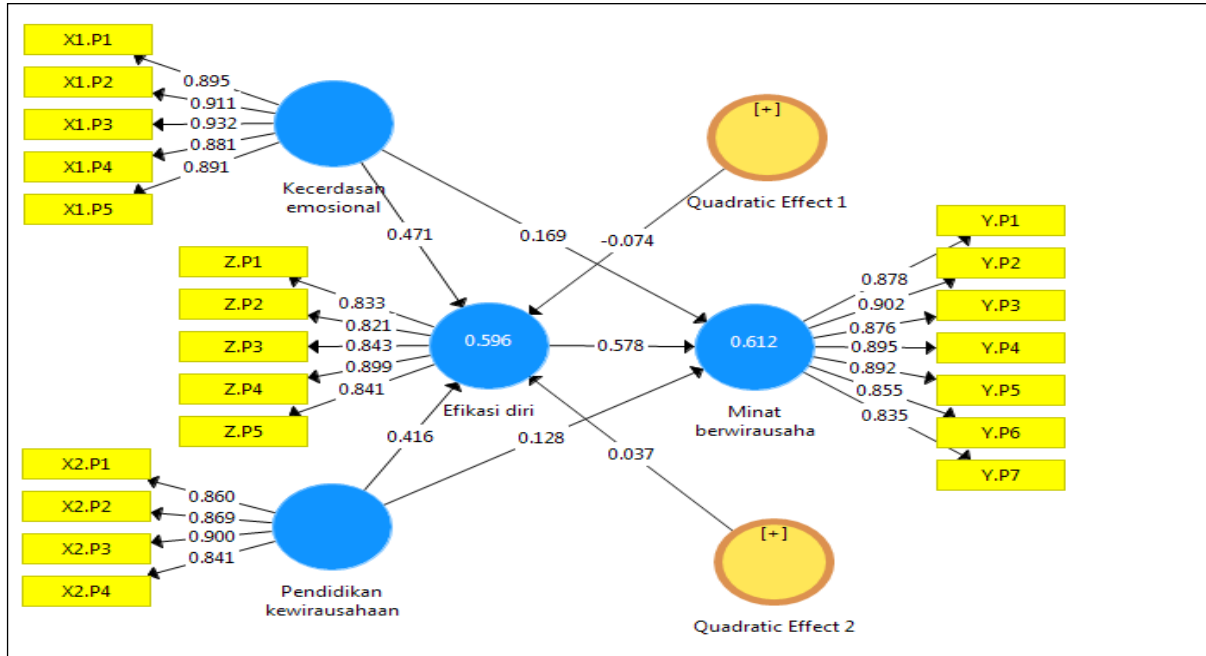 X1.P1
X1.P2
X1.P3
X1.P4
X1.P5
0.895
0.911
0.932
0.881
0.891
Kecerdasan
emosional
[+]
Quadratic Effect 1
0.471
0.169
-0.074
Z.P1
Z.P2
Z.P3
Z.P4
Z.P5
0.833
0.821
0.843
0.899
0.841
0.596
Efikasi diri
0.578
0.612
Minat
berwirausaha
0.878
0.902
0.876
0.895
0.892
0.855
0.835
Y.P1
Y.P2
Y.P3
Y.P4
Y.P5
Y.P6
Y.P7
0.416
0.128
0.037
X2.P1
X2.P2
X2.P3
X2.P4
0.860
0.869
0.900
0.841
Pendidikan
kewirausahaan
[+]
Quadratic Effect 2